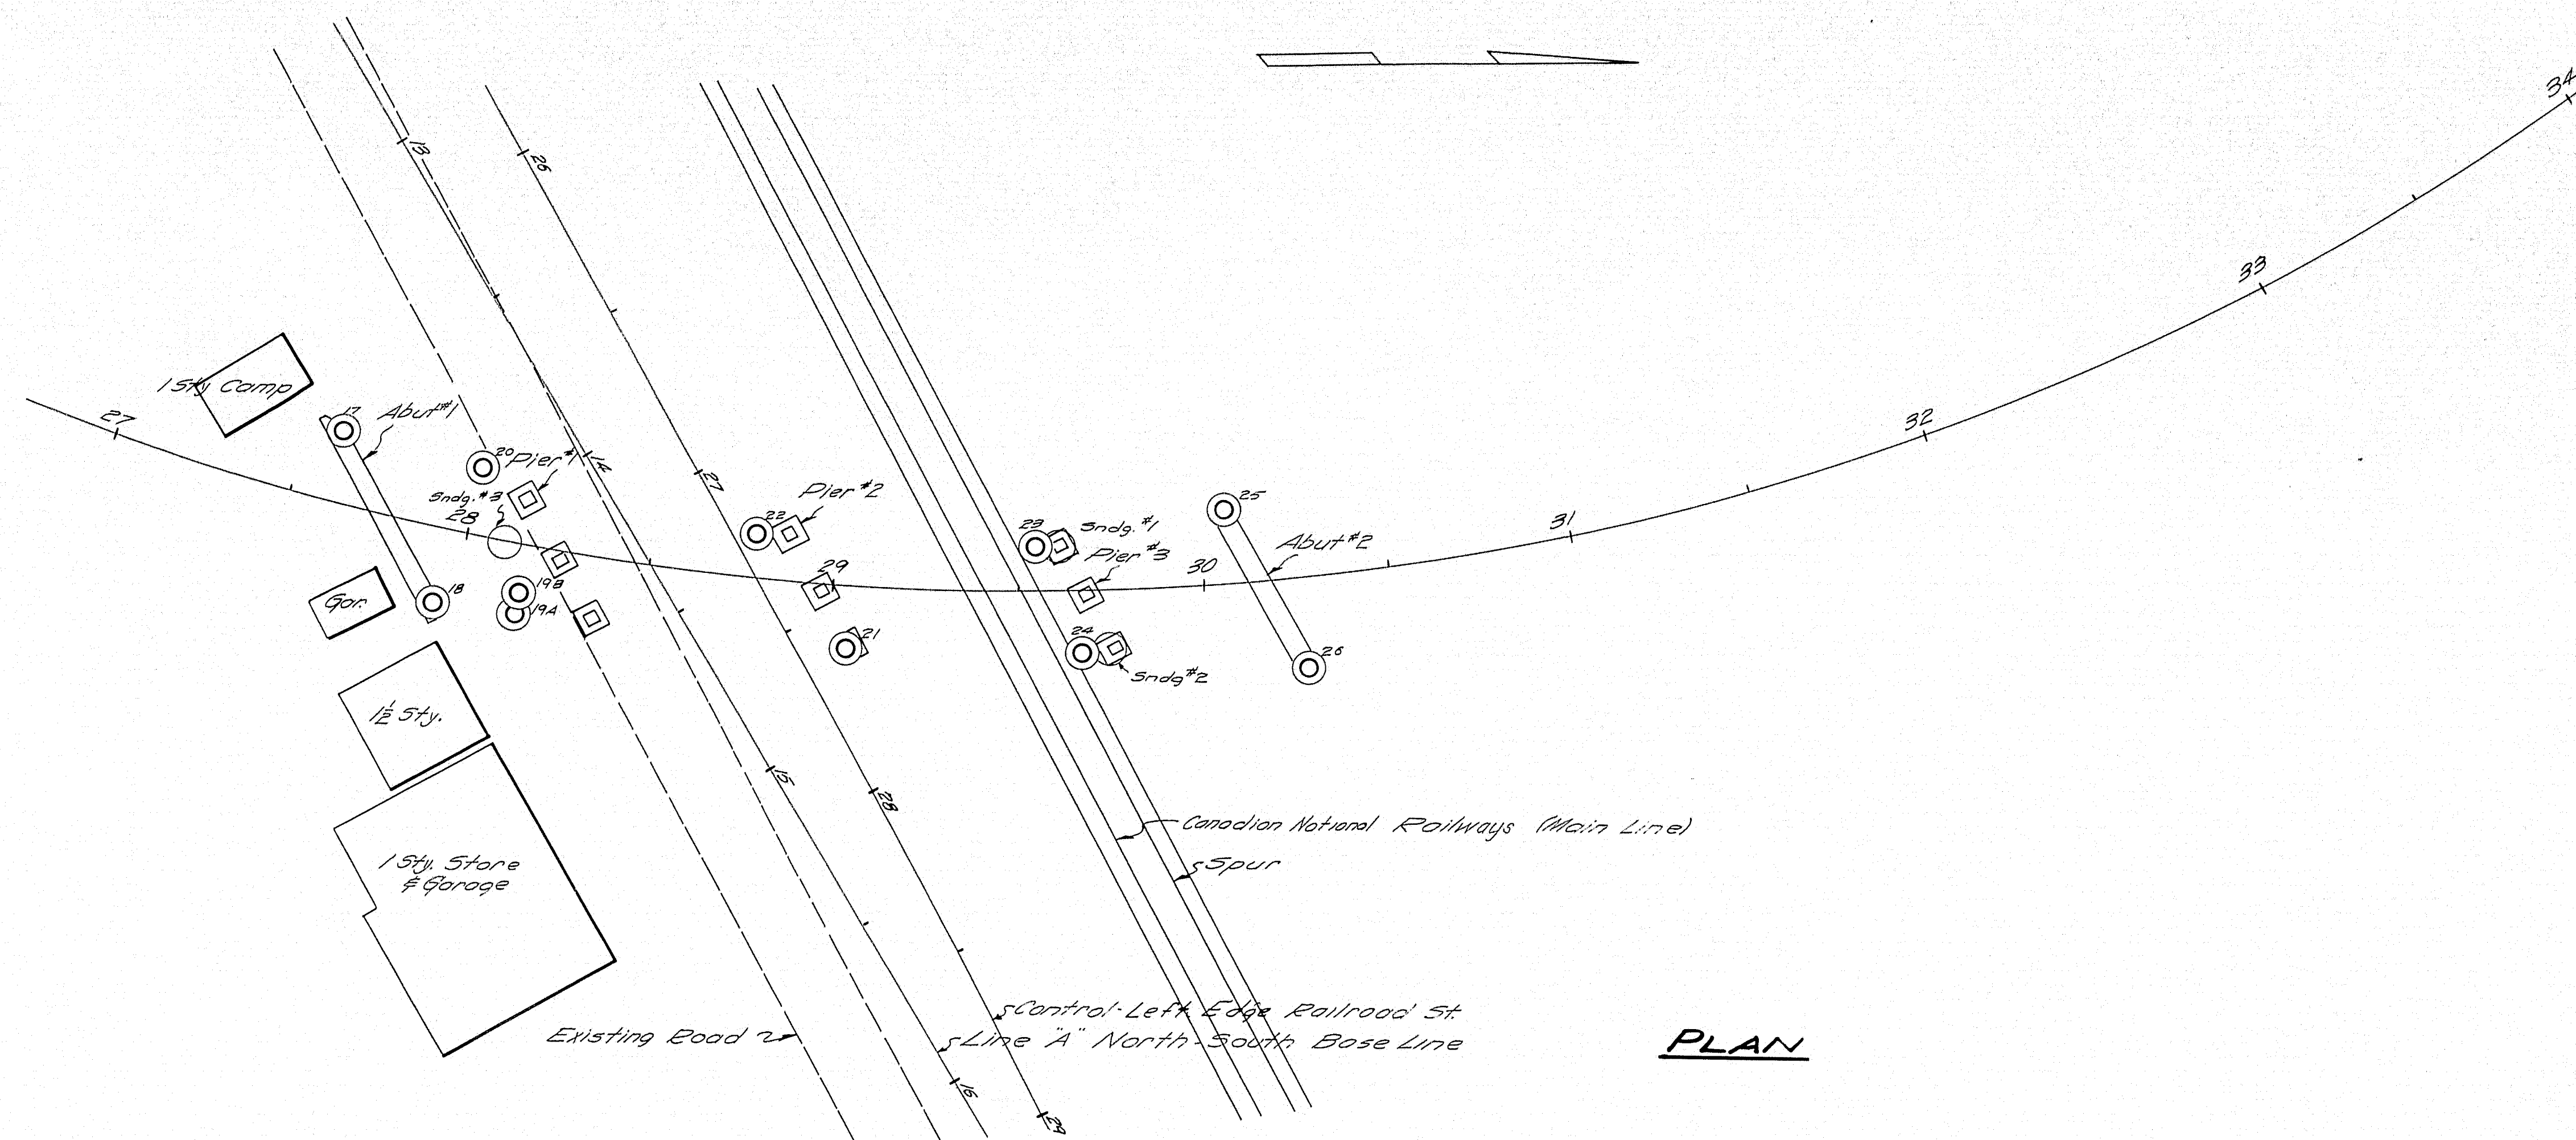 34
13
26
33
1 Sty Camp
27
17
Abut #1
20
Pier #1
14
Sndg. #3
28
27
Pier #2
22
25
32
31
23
Sndg. #1
Pier #3
Abut #2
29
30
Gar.
18
19B
19A
21
24
26
Sndg #2
1½ Sty.
15
28
Canadian National Railways (Main Line)
Spur
1 Sty. Store
& Garage
Control-Left Edge Railroad St.
Existing Road
Line "A" North-South Base Line
PLAN
16
29